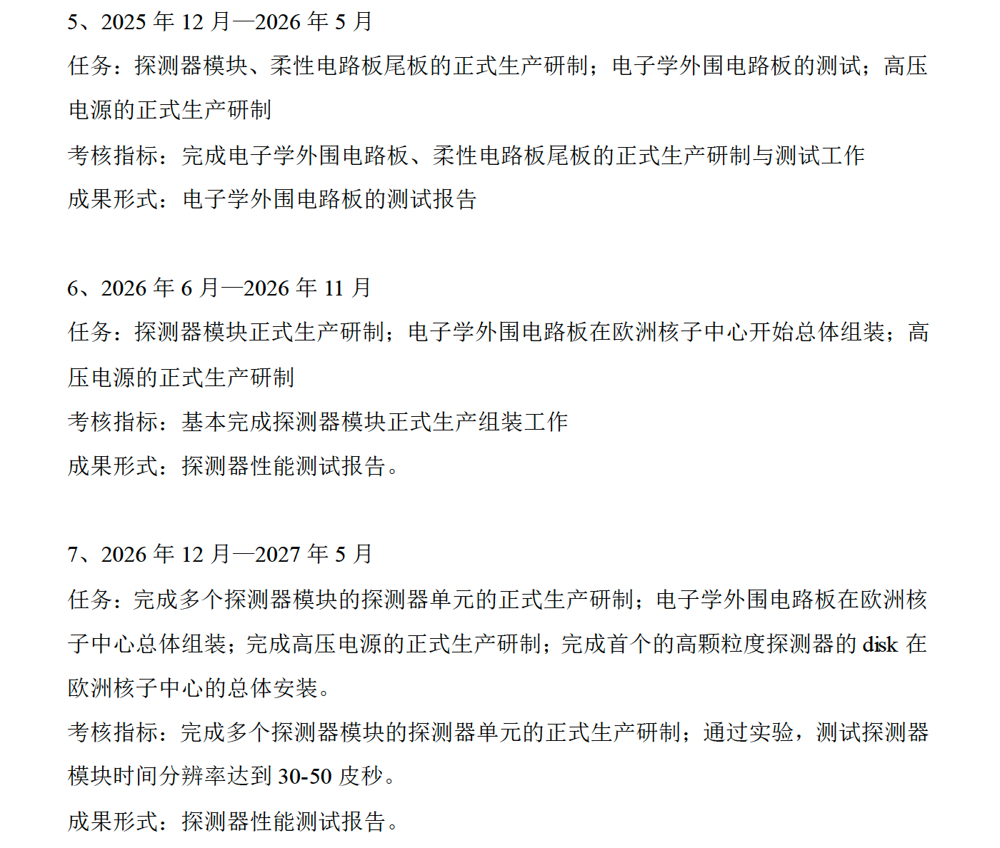 5、2025 年 12 月—2026 年 5 月
任务：探测器模块、柔性电路板尾板的正式生产研制；电子学外围电路板的测试；高压
电源的正式生产研制
考核指标：完成电子学外围电路板、柔性电路板尾板的正式生产研制与测试工作
成果形式：电子学外围电路板的测试报告
6、2026 年 6 月—2026 年 11 月
任务：探测器模块正式生产研制；电子学外围电路板在欧洲核子中心开始总体组装；高
压电源的正式生产研制
考核指标：基本完成探测器模块正式生产组装工作
成果形式：探测器性能测试报告。
7、2026 年 12 月—2027 年 5 月
任务：完成多个探测器模块的探测器单元的正式生产研制；电子学外围电路板在欧洲核
子中心总体组装；完成高压电源的正式生产研制；完成首个的高颗粒度探测器的 disk 在
欧洲核子中心的总体安装。
考核指标：完成多个探测器模块的探测器单元的正式生产研制；通过实验，测试探测器
模块时间分辨率达到 30-50 皮秒。
成果形式：探测器性能测试报告。